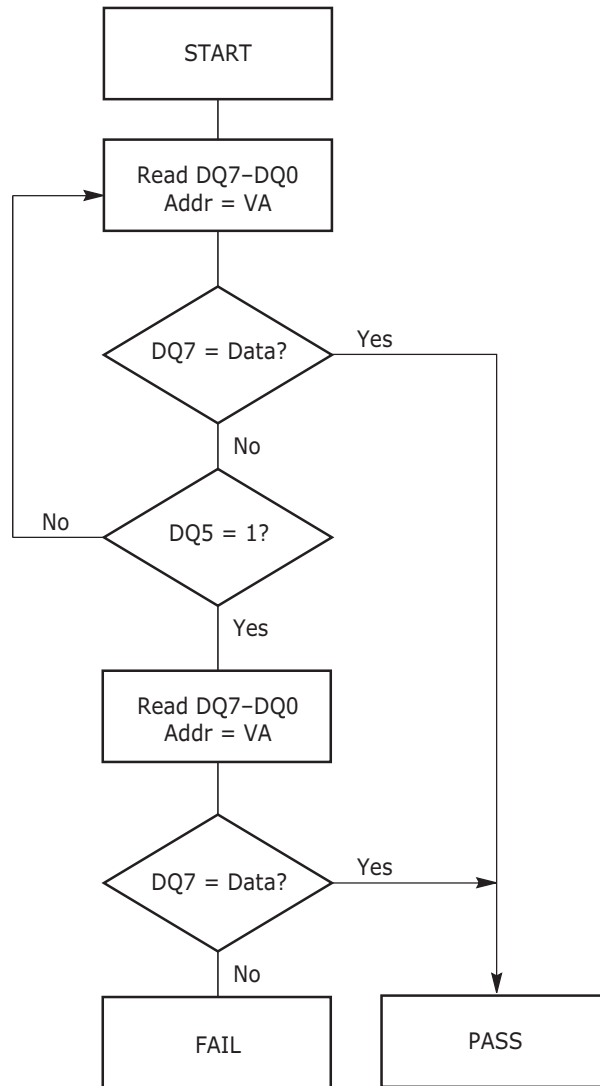 START
Read DQ7–DQ0
Addr = VA
DQ7 = Data?
Yes
No
DQ5 = 1?
No
Yes
Read DQ7–DQ0
Addr = VA
DQ7 = Data?
Yes
No
FAIL
PASS